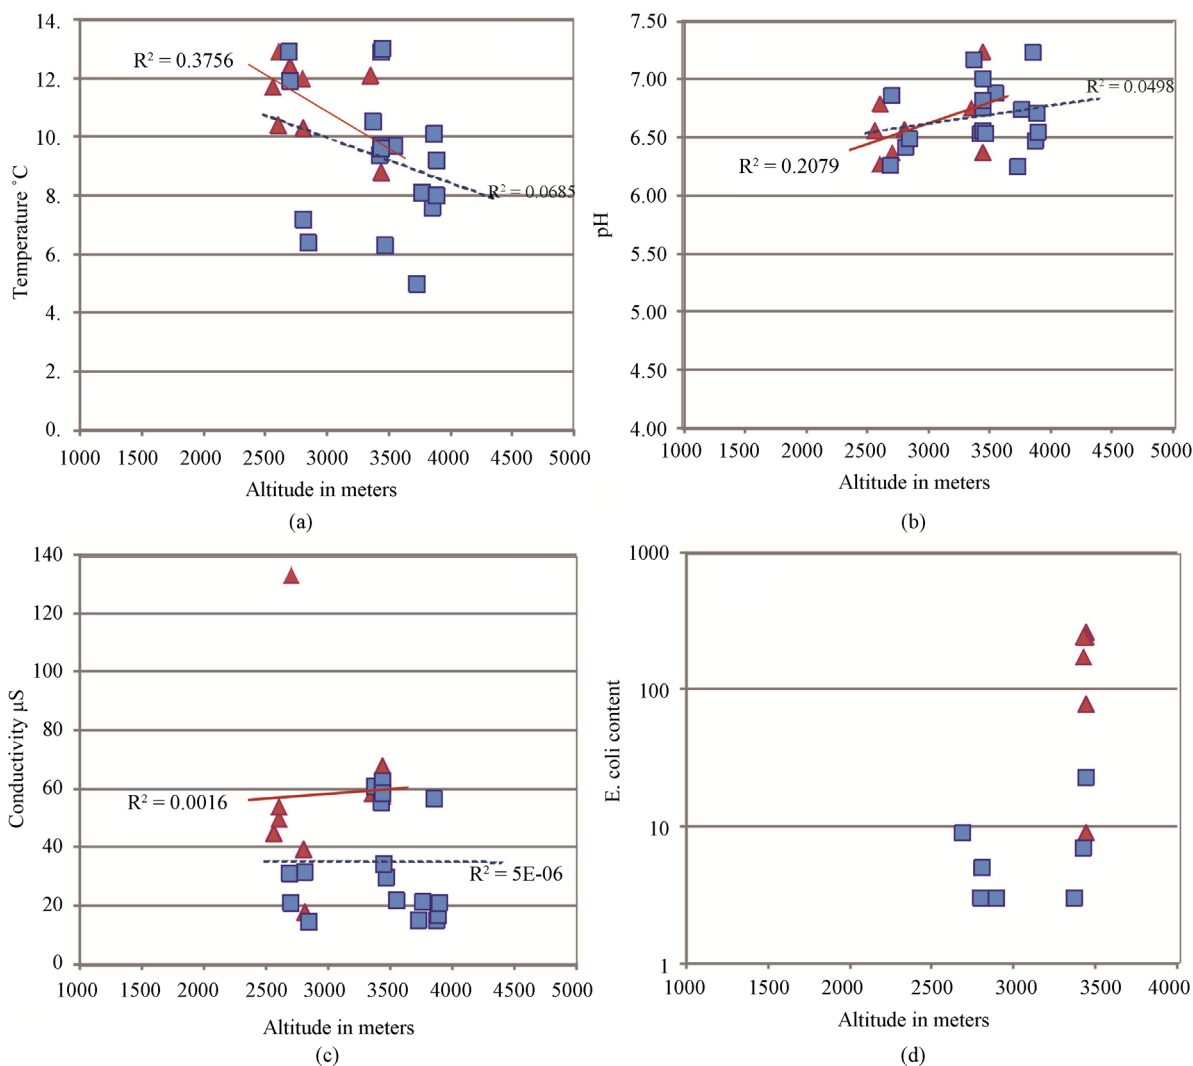 14.
12.
10.
8.
6.
4.
2.
0.
Temperature ˚C
R² = 0.3756
R² = 0.0685
1000 1500 2000 2500 3000 3500 4000 4500 5000
Altitude in meters
(a)
7.50
7.00
6.50
6.00
5.50
5.00
4.50
4.00
pH
R² = 0.0498
R² = 0.2079
1000 1500 2000 2500 3000 3500 4000 4500 5000
Altitude in meters
(b)
140
120
100
80
60
40
20
0
Conductivity µS
R² = 0.0016
R² = 5E-06
1000 1500 2000 2500 3000 3500 4000 4500 5000
Altitude in meters
(c)
1000
100
10
1
E. coli content
1000 1500 2000 2500 3000 3500 4000
Altitude in meters
(d)